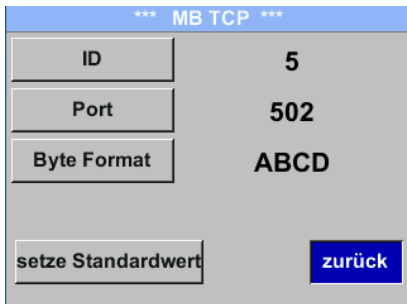 *** MB TCP ***
ID 5
Port 502
Byte Format ABCD
setze Standardwert zurück